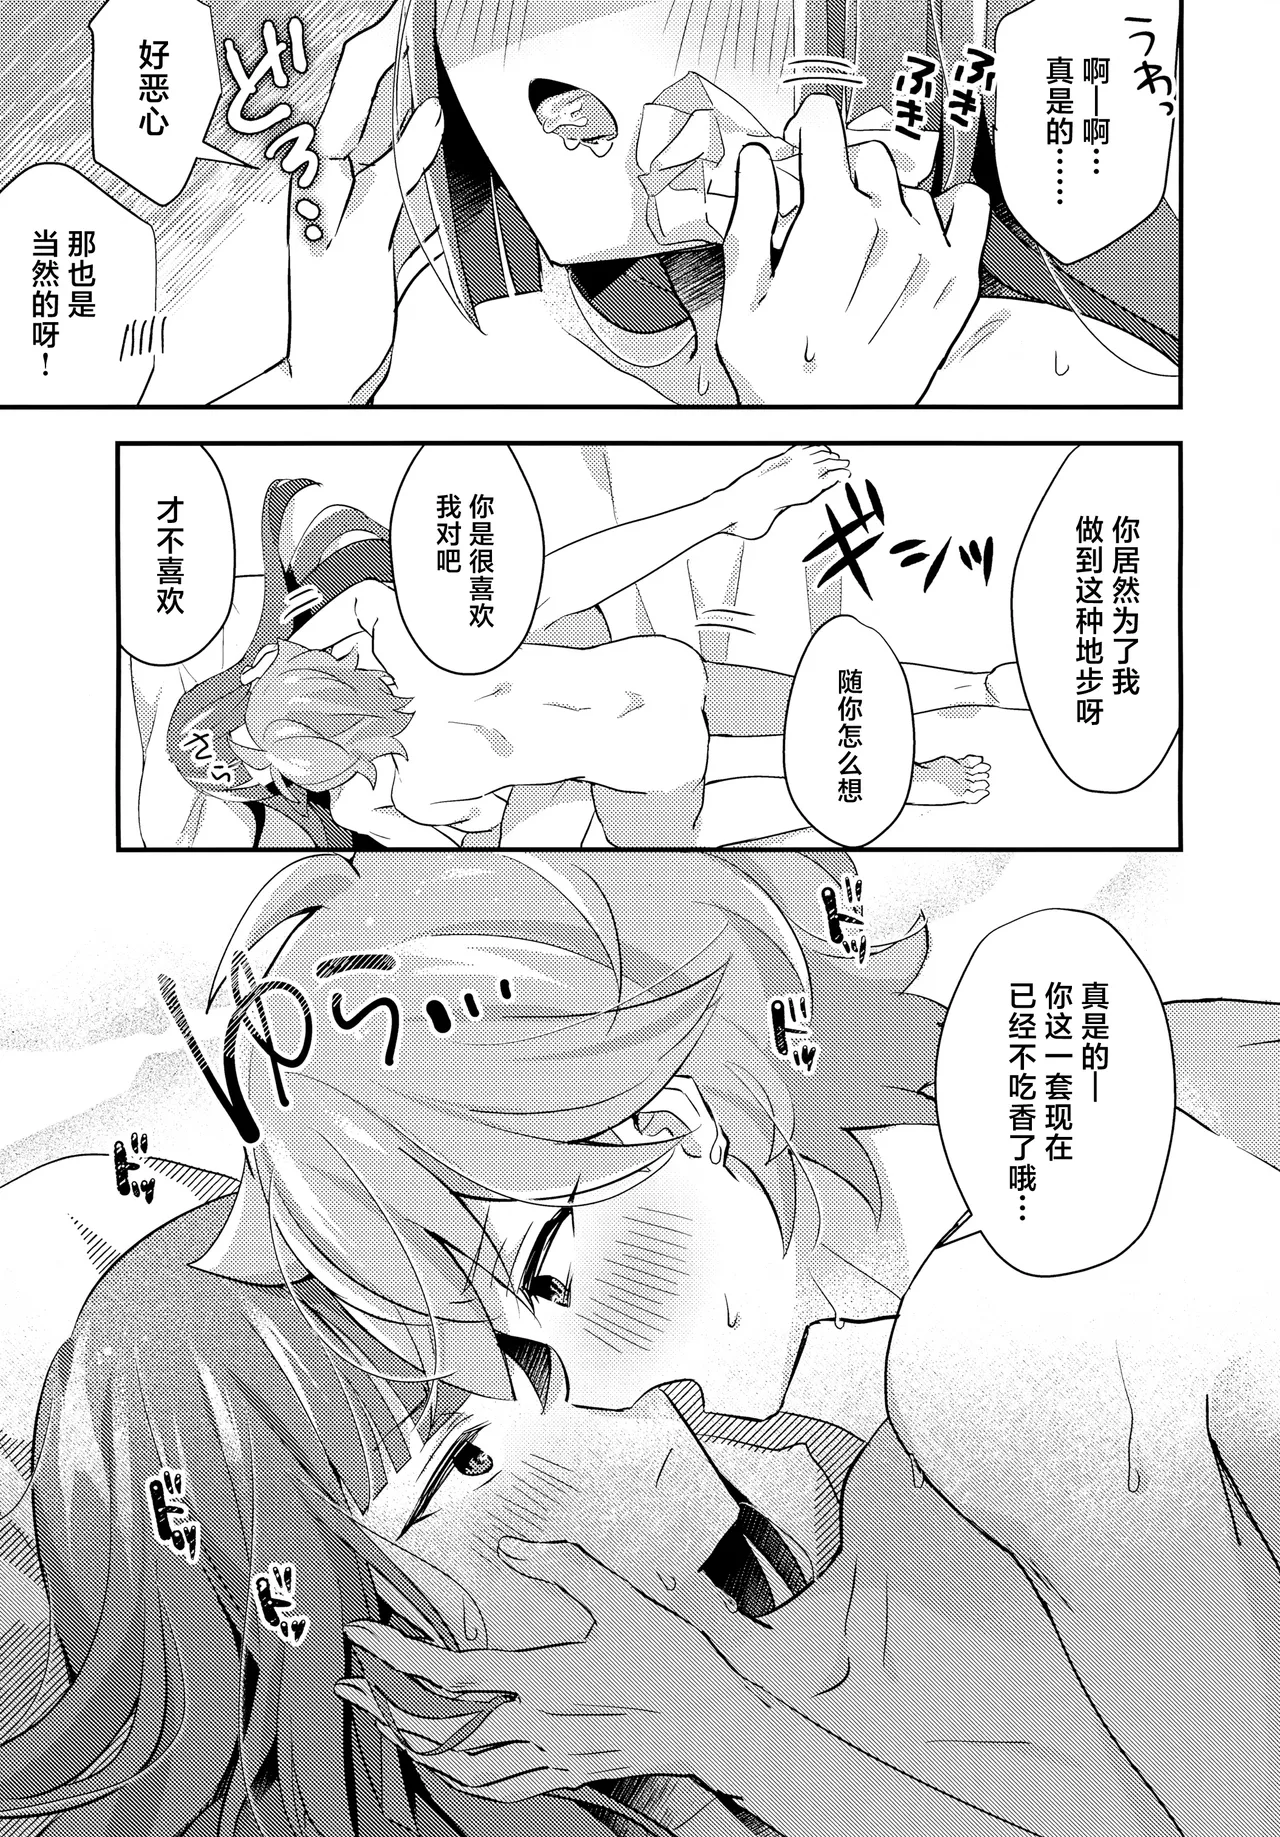 うわっ
啊—啊…
真是的……
ふき
ふき
どろ…
好恶心
那也是
当然的呀！
你居然为了我
做到这种地步呀
ギシッ
随你怎么想
你是很喜欢
我对吧
才不喜欢
さら
真是的—
你这一套现在
已经不吃香了哦…
ゆら…
ドッ
ドッ
ドッ
ドッ
ドッ
ドッ